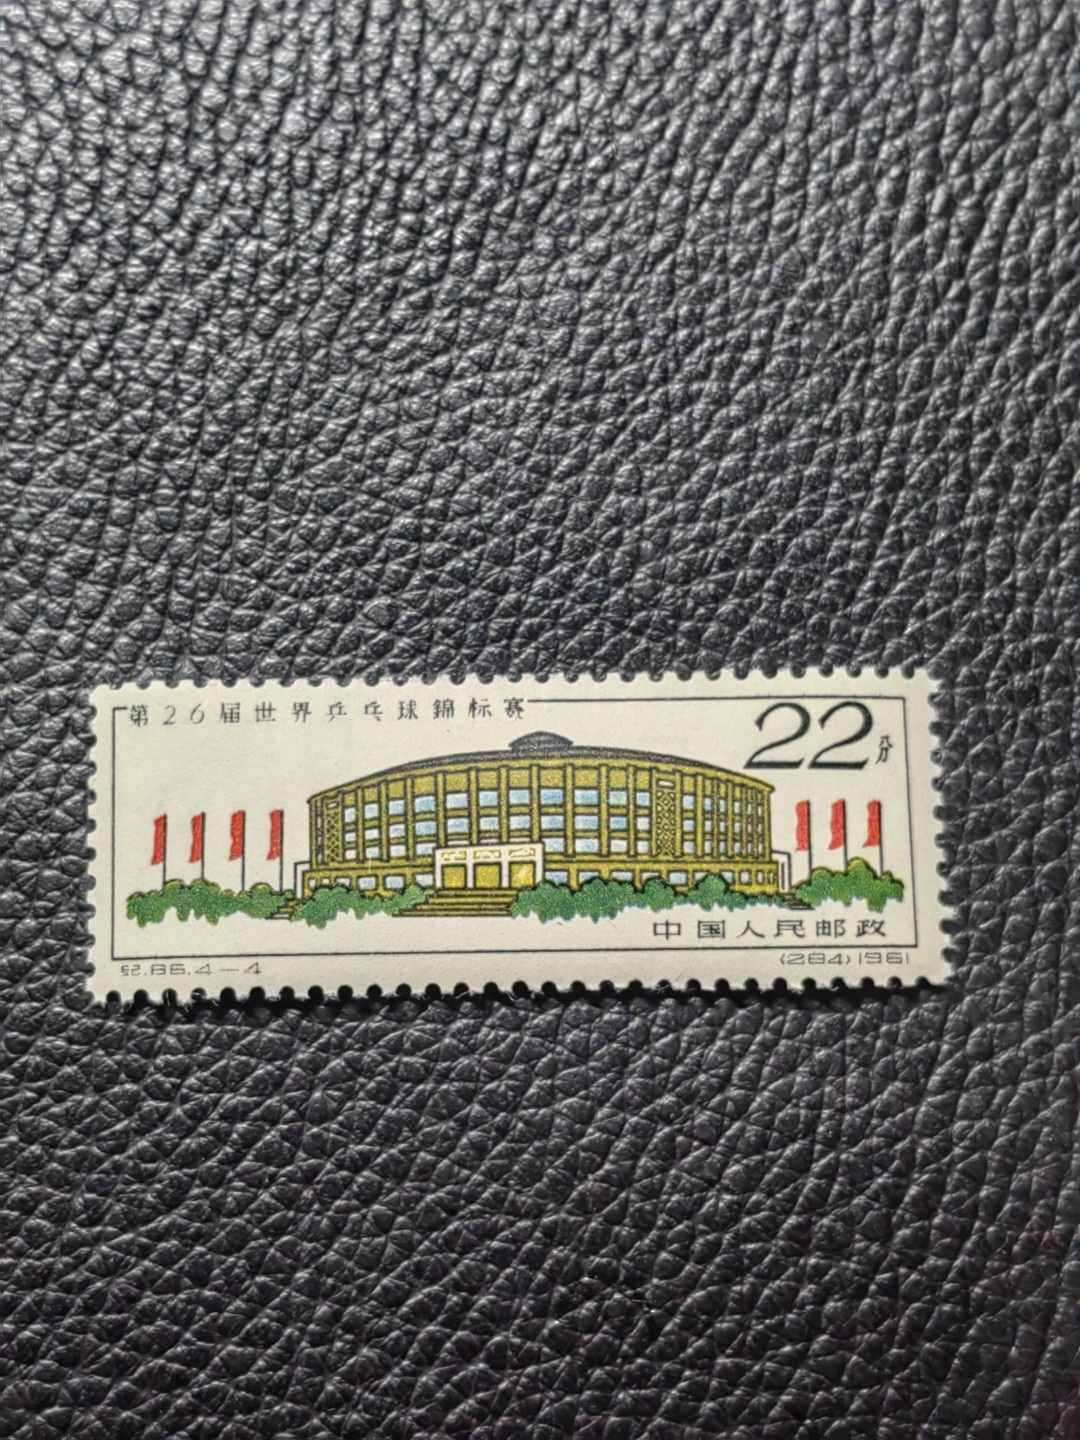 第26届世界乒乓球錦标赛
22分
中国人民邮政
纪.86.4—4
(284)1961